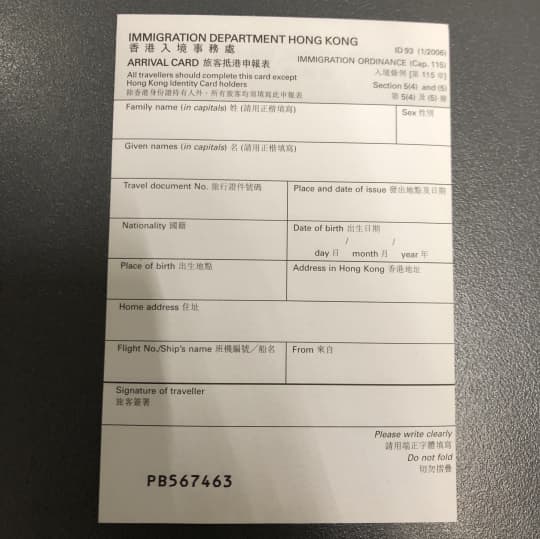 IMMIGRATION DEPARTMENT HONG KONG
香港入境事務處
ID 93 (1/2006)
ARRIVAL CARD 旅客抵港申報表
IMMIGRATION ORDINANCE (Cap. 115)
入境條例 [第 115 章]
All travellers should complete this card except
Hong Kong Identity Card holders
Section 5(4) and (5)
除香港身份證持有人外，所有旅客均須填寫此申報表
第 5(4) 及 (5) 條
Family name (in capitals) 姓 (請用正楷填寫)
Sex 性別
Given names (in capitals) 名 (請用正楷填寫)
Travel document No. 旅行證件號碼
Place and date of issue 發出地點及日期
Nationality 國籍
Date of birth 出生日期
/ /
day 日 month 月 year 年
Place of birth 出生地點
Address in Hong Kong 香港地址
Home address 住址
Flight No./Ship's name 班機編號／船名
From 來自
Signature of traveller
旅客簽署
Please write clearly
請用端正字體填寫
Do not fold
切勿摺疊
PB567463